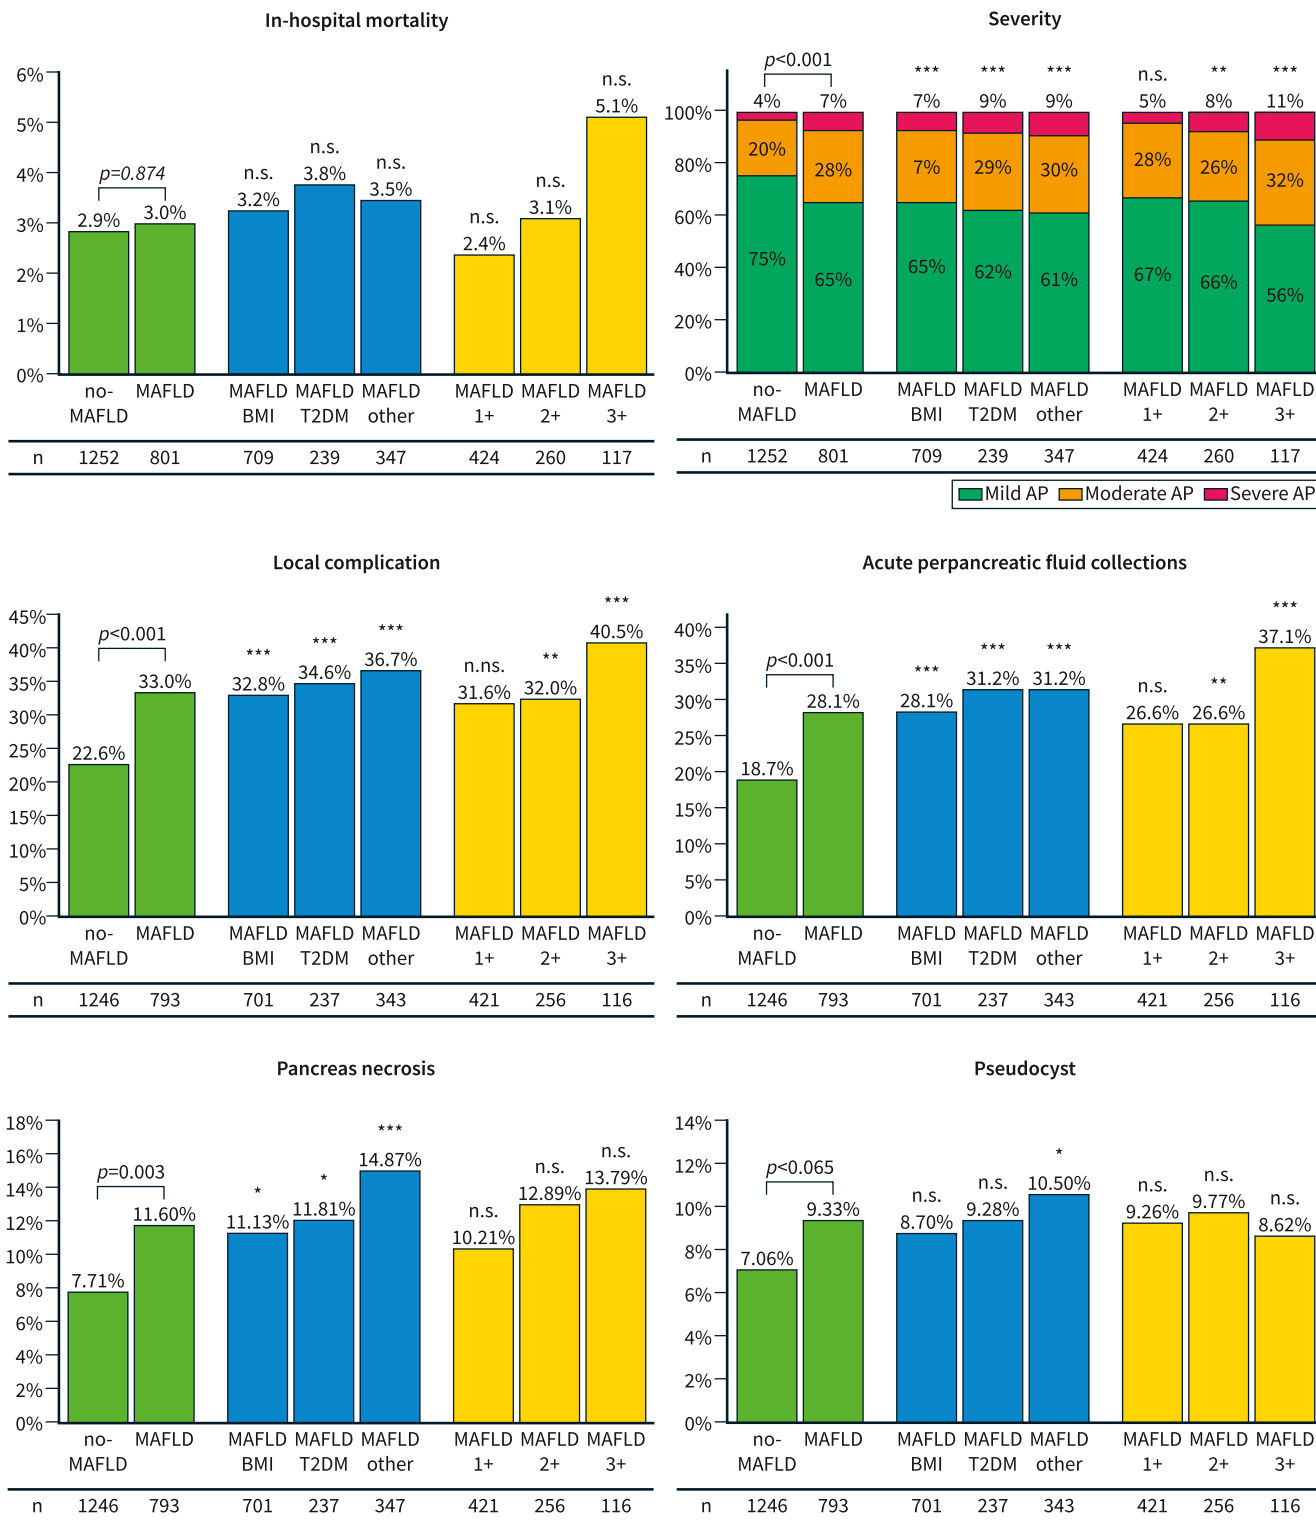 In-hospital mortality
6%
5%
4%
3%
2%
1%
0%
p=0.874
2.9%
3.0%
n.s.
3.2%
n.s.
3.8%
n.s.
3.5%
n.s.
2.4%
n.s.
3.1%
n.s.
5.1%
no- MAFLD MAFLD MAFLD MAFLD MAFLD MAFLD MAFLD
MAFLD BMI T2DM other 1+ 2+ 3+
n 1252 801 709 239 347 424 260 117
Severity
100%
80%
60%
40%
20%
0%
p<0.001 *** *** *** n.s. ** ***
4% 7% 7% 9% 9% 5% 8% 11%
20% 28% 7% 29% 30% 28% 26% 32%
75% 65% 65% 62% 61% 67% 66% 56%
no- MAFLD MAFLD MAFLD MAFLD MAFLD MAFLD MAFLD
MAFLD BMI T2DM other 1+ 2+ 3+
n 1252 801 709 239 347 424 260 117
Mild AP Moderate AP Severe AP
Local complication
45%
40%
35%
30%
25%
20%
15%
10%
5%
0%
p<0.001
22.6%
33.0%
***
32.8%
***
34.6%
***
36.7%
n.ns.
31.6%
**
32.0%
***
40.5%
no- MAFLD MAFLD MAFLD MAFLD MAFLD MAFLD MAFLD
MAFLD BMI T2DM other 1+ 2+ 3+
n 1246 793 701 237 343 421 256 116
Acute perpancreatic fluid collections
40%
35%
30%
25%
20%
15%
10%
5%
0%
p<0.001
18.7%
28.1%
***
28.1%
***
31.2%
***
31.2%
n.s.
26.6%
**
26.6%
***
37.1%
no- MAFLD MAFLD MAFLD MAFLD MAFLD MAFLD MAFLD
MAFLD BMI T2DM other 1+ 2+ 3+
n 1246 793 701 237 343 421 256 116
Pancreas necrosis
18%
16%
14%
12%
10%
8%
6%
4%
2%
0%
p=0.003
7.71%
11.60%
*
11.13%
*
11.81%
***
14.87%
n.s.
10.21%
n.s.
12.89%
n.s.
13.79%
no- MAFLD MAFLD MAFLD MAFLD MAFLD MAFLD MAFLD
MAFLD BMI T2DM other 1+ 2+ 3+
n 1246 793 701 237 347 421 256 116
Pseudocyst
14%
12%
10%
8%
6%
4%
2%
0%
p<0.065
7.06%
9.33%
n.s.
8.70%
n.s.
9.28%
*
10.50%
n.s.
9.26%
n.s.
9.77%
n.s.
8.62%
no- MAFLD MAFLD MAFLD MAFLD MAFLD MAFLD MAFLD
MAFLD BMI T2DM other 1+ 2+ 3+
n 1246 793 701 237 343 421 256 116